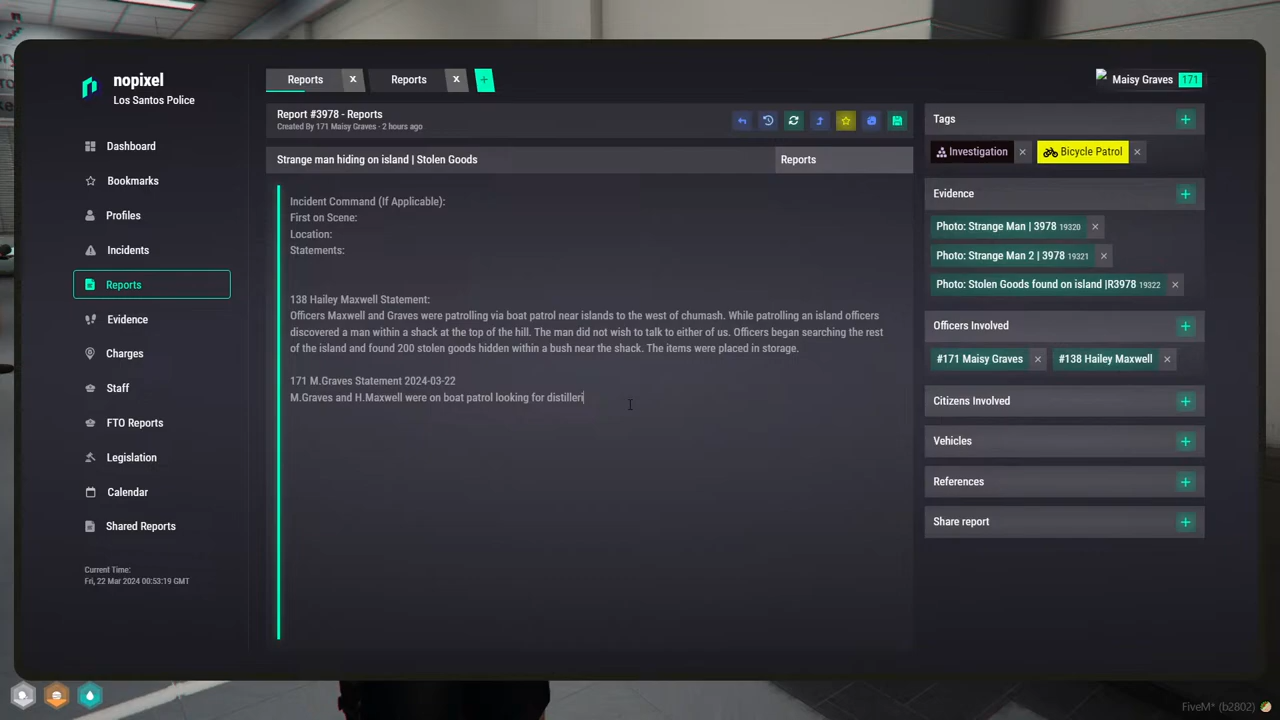 nopixel
Los Santos Police
Dashboard
Bookmarks
Profiles
Incidents
Reports
Evidence
Charges
Staff
FTO Reports
Legislation
Calendar
Shared Reports
Current Time:
Fri, 22 Mar 2024 00:53:19 GMT
Reports x Reports x +
Report #3978 - Reports
Created By 171 Maisy Graves - 2 hours ago
Strange man hiding on island | Stolen Goods Reports
Incident Command (If Applicable):
First on Scene:
Location:
Statements:
138 Hailey Maxwell Statement:
Officers Maxwell and Graves were patrolling via boat patrol near islands to the west of chumash. While patrolling an island officers
discovered a man within a shack at the top of the hill. The man did not wish to talk to either of us. Officers began searching the rest
of the island and found 200 stolen goods hidden within a bush near the shack. The items were placed in storage.
171 M.Graves Statement 2024-03-22
M.Graves and H.Maxwell were on boat patrol looking for distilleri
Maisy Graves 171
Tags +
Investigation x Bicycle Patrol x
Evidence +
Photo: Strange Man | 3978 19320 x
Photo: Strange Man 2 | 3978 19321 x
Photo: Stolen Goods found on island |R3978 19322 x
Officers Involved +
#171 Maisy Graves x #138 Hailey Maxwell x
Citizens Involved +
Vehicles +
References +
Share report +
FiveM* (b2802)